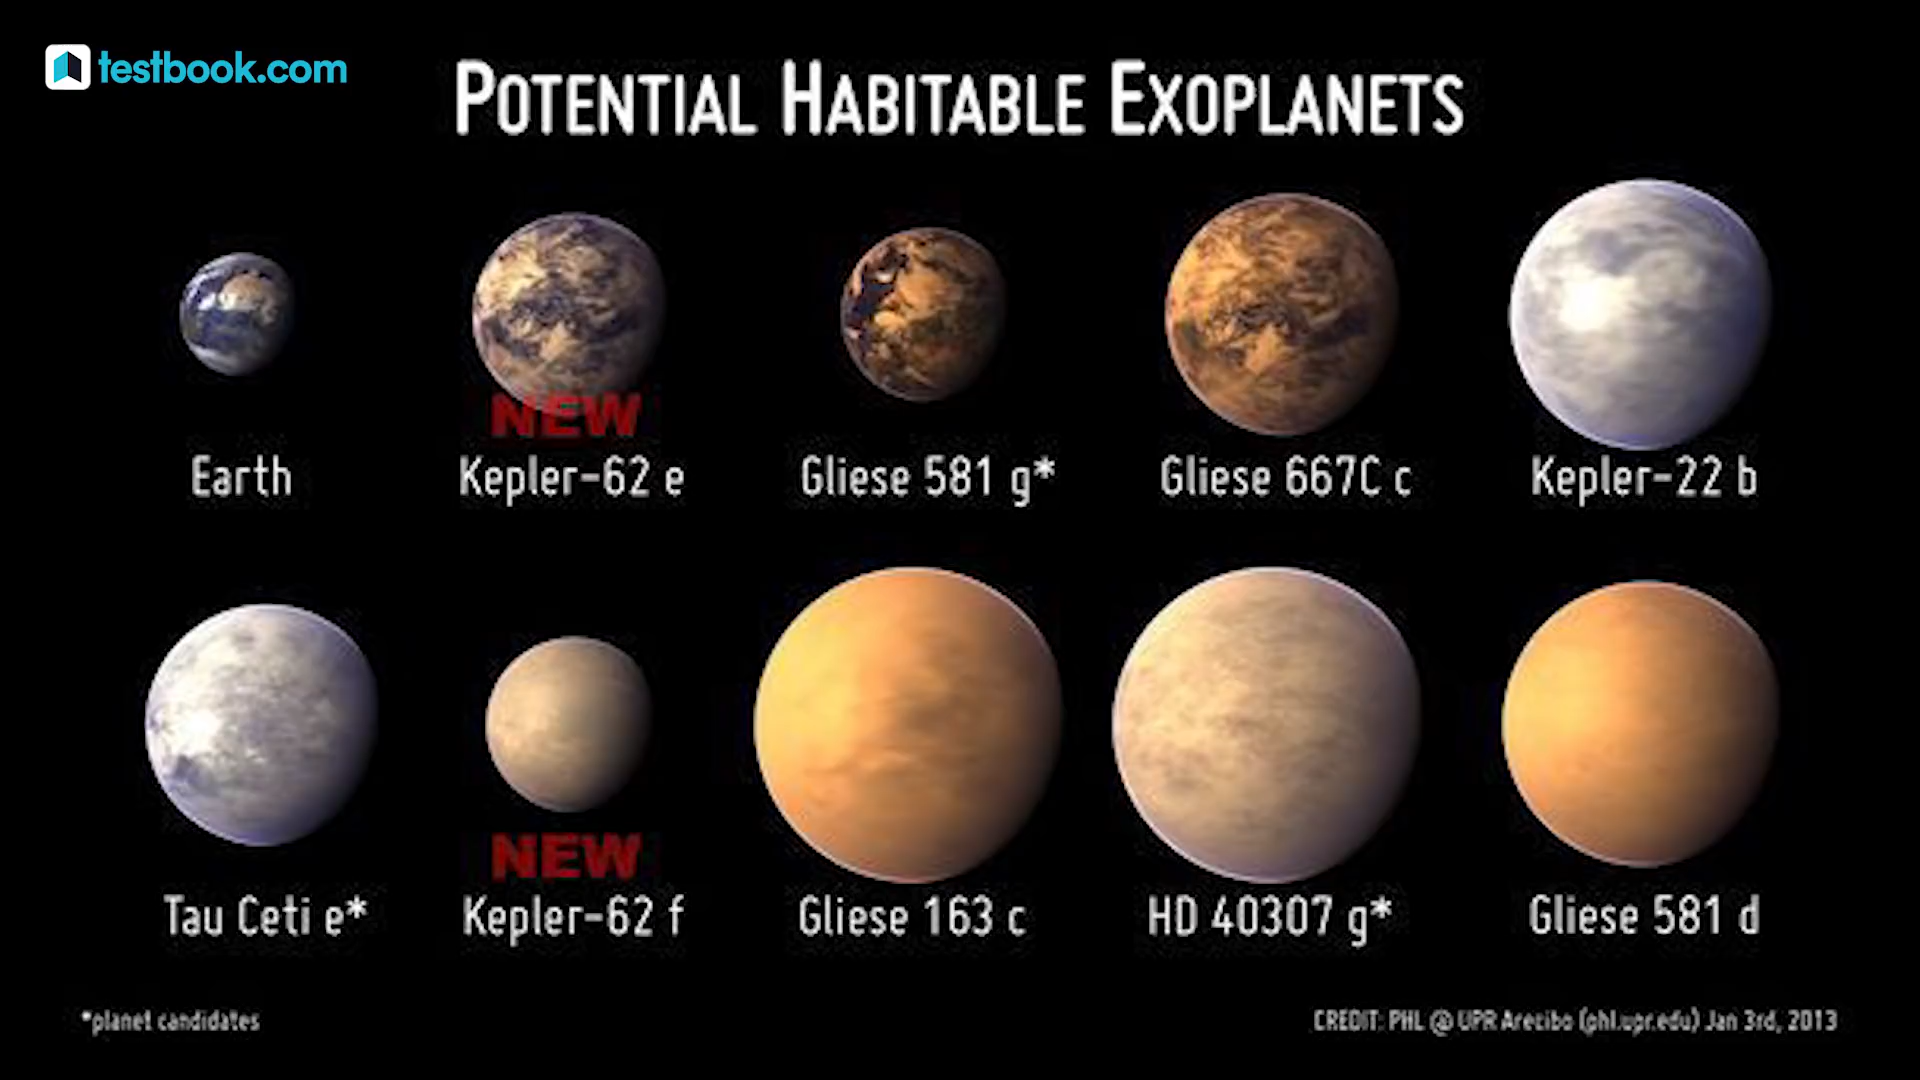 testbook.com
POTENTIAL HABITABLE EXOPLANETS
NEW
Earth Kepler-62 e Gliese 581 g* Gliese 667C c Kepler-22 b
NEW
Tau Ceti e* Kepler-62 f Gliese 163 c HD 40307 g* Gliese 581 d
*planet candidates CREDIT: PHL @ UPR Arecibo (phl.upr.edu) Jan 3rd, 2013